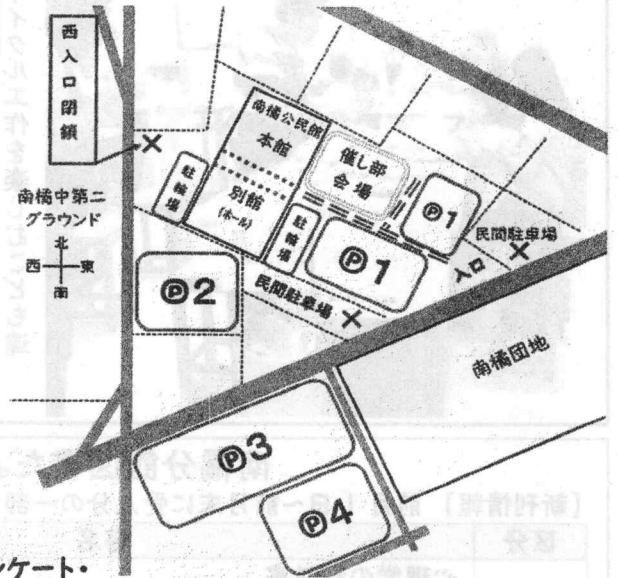 西入口閉鎖
南橘公民館
本館
別館
(ホール)
催し部
会場
駐輪場
駐輪場
Ⓟ1
Ⓟ1
民間駐車場
入口
南橘中第二
グラウンド
北
西 東
南
Ⓟ2
民間駐車場
南橘団地
Ⓟ3
Ⓟ4
ンケート・